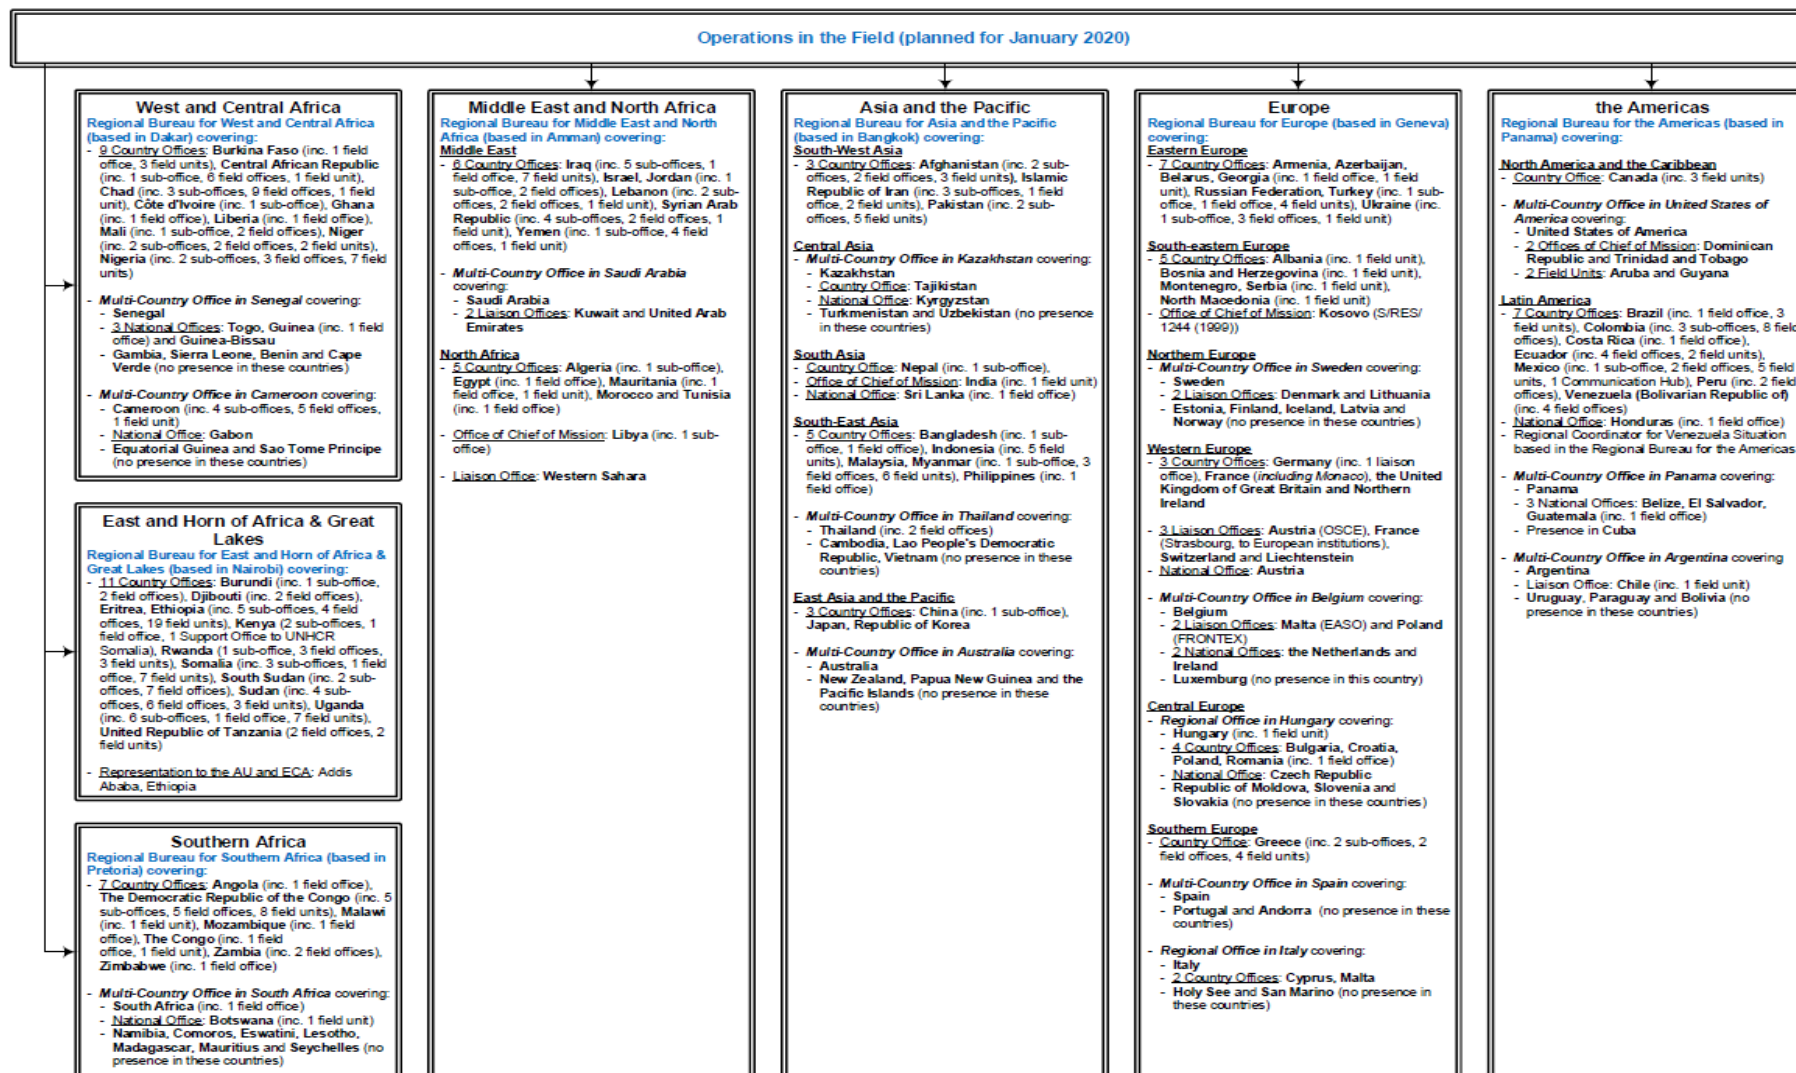 Operations in the Field (planned for January 2020)
West and Central Africa
Regional Bureau for West and Central Africa
(based in Dakar) covering:
- 9 Country Offices: Burkina Faso (inc. 1 field
office, 3 field units), Central African Republic
(inc. 1 sub-office, 6 field offices, 1 field unit),
Chad (inc. 3 sub-offices, 9 field offices, 1 field
unit), Côte d'Ivoire (inc. 1 sub-office), Ghana
(inc. 1 field office), Liberia (inc. 1 field office),
Mali (inc. 1 sub-office, 2 field offices), Niger
(inc. 2 sub-offices, 2 field offices, 2 field units),
Nigeria (inc. 2 sub-offices, 3 field offices, 7 field
units)
- Multi-Country Office in Senegal covering:
- Senegal
- 3 National Offices: Togo, Guinea (inc. 1 field
office) and Guinea-Bissau
- Gambia, Sierra Leone, Benin and Cape
Verde (no presence in these countries)
- Multi-Country Office in Cameroon covering:
- Cameroon (inc. 4 sub-offices, 5 field offices,
1 field unit)
- National Office: Gabon
- Equatorial Guinea and Sao Tome Principe
(no presence in these countries)
East and Horn of Africa & Great
Lakes
Regional Bureau for East and Horn of Africa &
Great Lakes (based in Nairobi) covering:
- 11 Country Offices: Burundi (inc. 1 sub-office,
2 field offices), Djibouti (inc. 2 field offices),
Eritrea, Ethiopia (inc. 5 sub-offices, 4 field
offices, 19 field units), Kenya (2 sub-offices, 1
field office, 1 Support Office to UNHCR
Somalia), Rwanda (1 sub-office, 3 field offices,
3 field units), Somalia (inc. 3 sub-offices, 1 field
office, 7 field units), South Sudan (inc. 2 sub-
offices, 7 field offices), Sudan (inc. 4 sub-
offices, 6 field offices, 3 field units), Uganda
(inc. 6 sub-offices, 1 field office, 7 field units),
United Republic of Tanzania (2 field offices, 2
field units)
- Representation to the AU and ECA: Addis
Ababa, Ethiopia
Southern Africa
Regional Bureau for Southern Africa (based in
Pretoria) covering:
- 7 Country Offices: Angola (inc. 1 field office),
The Democratic Republic of the Congo (inc. 5
sub-offices, 5 field offices, 8 field units), Malawi
(inc. 1 field unit), Mozambique (inc. 1 field
office), The Congo (inc. 1 field
office, 1 field unit), Zambia (inc. 2 field offices),
Zimbabwe (inc. 1 field office)
- Multi-Country Office in South Africa covering:
- South Africa (inc. 1 field office)
- National Office: Botswana (inc. 1 field unit)
- Namibia, Comoros, Eswatini, Lesotho,
Madagascar, Mauritius and Seychelles (no
presence in these countries)
Middle East and North Africa
Regional Bureau for Middle East and North
Africa (based in Amman) covering:
Middle East
- 6 Country Offices: Iraq (inc. 5 sub-offices, 1
field office, 7 field units), Israel, Jordan (inc. 1
sub-office, 2 field offices), Lebanon (inc. 2 sub-
offices, 2 field offices, 1 field unit), Syrian Arab
Republic (inc. 4 sub-offices, 2 field offices, 1
field unit), Yemen (inc. 1 sub-office, 4 field
offices, 1 field unit)
- Multi-Country Office in Saudi Arabia
covering:
- Saudi Arabia
- 2 Liaison Offices: Kuwait and United Arab
Emirates
North Africa
- 5 Country Offices: Algeria (inc. 1 sub-office),
Egypt (inc. 1 field office), Mauritania (inc. 1
field office, 1 field unit), Morocco and Tunisia
(inc. 1 field office)
- Office of Chief of Mission: Libya (inc. 1 sub-
office)
- Liaison Office: Western Sahara
Asia and the Pacific
Regional Bureau for Asia and the Pacific
(based in Bangkok) covering:
South-West Asia
- 3 Country Offices: Afghanistan (inc. 2 sub-
offices, 2 field offices, 3 field units), Islamic
Republic of Iran (inc. 3 sub-offices, 1 field
office, 2 field units), Pakistan (inc. 2 sub-
offices, 5 field units)
Central Asia
- Multi-Country Office in Kazakhstan covering:
- Kazakhstan
- Country Office: Tajikistan
- National Office: Kyrgyzstan
- Turkmenistan and Uzbekistan (no presence
in these countries)
South Asia
- Country Office: Nepal (inc. 1 sub-office),
- Office of Chief of Mission: India (inc. 1 field unit)
- National Office: Sri Lanka (inc. 1 field office)
South-East Asia
- 5 Country Offices: Bangladesh (inc. 1 sub-
office, 1 field office), Indonesia (inc. 5 field
units), Malaysia, Myanmar (inc. 1 sub-office, 3
field offices, 6 field units), Philippines (inc. 1
field office)
- Multi-Country Office in Thailand covering:
- Thailand (inc. 2 field offices)
- Cambodia, Lao People's Democratic
Republic, Vietnam (no presence in these
countries)
East Asia and the Pacific
- 3 Country Offices: China (inc. 1 sub-office),
Japan, Republic of Korea
- Multi-Country Office in Australia covering:
- Australia
- New Zealand, Papua New Guinea and the
Pacific Islands (no presence in these
countries)
Europe
Regional Bureau for Europe (based in Geneva)
covering:
Eastern Europe
- 7 Country Offices: Armenia, Azerbaijan,
Belarus, Georgia (inc. 1 field office, 1 field
unit), Russian Federation, Turkey (inc. 1 sub-
office, 1 field office, 4 field units), Ukraine (inc.
1 sub-office, 3 field offices, 1 field unit)
South-eastern Europe
- 5 Country Offices: Albania (inc. 1 field unit),
Bosnia and Herzegovina (inc. 1 field unit),
Montenegro, Serbia (inc. 1 field unit),
North Macedonia (inc. 1 field unit)
- Office of Chief of Mission: Kosovo (S/RES/
1244 (1999))
Northern Europe
- Multi-Country Office in Sweden covering:
- Sweden
- 2 Liaison Offices: Denmark and Lithuania
- Estonia, Finland, Iceland, Latvia and
Norway (no presence in these countries)
Western Europe
- 3 Country Offices: Germany (inc. 1 liaison
office), France (including Monaco), the United
Kingdom of Great Britain and Northern
Ireland
- 3 Liaison Offices: Austria (OSCE), France
(Strasbourg, to European institutions),
Switzerland and Liechtenstein
- National Office: Austria
- Multi-Country Office in Belgium covering:
- Belgium
- 2 Liaison Offices: Malta (EASO) and Poland
(FRONTEX)
- 2 National Offices: the Netherlands and
Ireland
- Luxemburg (no presence in this country)
Central Europe
- Regional Office in Hungary covering:
- Hungary (inc. 1 field unit)
- 4 Country Offices: Bulgaria, Croatia,
Poland, Romania (inc. 1 field office)
- National Office: Czech Republic
- Republic of Moldova, Slovenia and
Slovakia (no presence in these countries)
Southern Europe
- Country Office: Greece (inc. 2 sub-offices, 2
field offices, 4 field units)
- Multi-Country Office in Spain covering:
- Spain
- Portugal and Andorra (no presence in these
countries)
- Regional Office in Italy covering:
- Italy
- 2 Country Offices: Cyprus, Malta
- Holy See and San Marino (no presence in
these countries)
the Americas
Regional Bureau for the Americas (based in
Panama) covering:
North America and the Caribbean
- Country Office: Canada (inc. 3 field units)
- Multi-Country Office in United States of
America covering:
- United States of America
- 2 Offices of Chief of Mission: Dominican
Republic and Trinidad and Tobago
- 2 Field Units: Aruba and Guyana
Latin America
- 7 Country Offices: Brazil (inc. 1 field office, 3
field units), Colombia (inc. 3 sub-offices, 8 field
offices), Costa Rica (inc. 1 field office),
Ecuador (inc. 4 field offices, 2 field units),
Mexico (inc. 1 sub-office, 2 field offices, 5 field
units, 1 Communication Hub), Peru (inc. 2 field
offices), Venezuela (Bolivarian Republic of)
(inc. 4 field offices)
- National Office: Honduras (inc. 1 field office)
- Regional Coordinator for Venezuela Situation
based in the Regional Bureau for the Americas
- Multi-Country Office in Panama covering:
- Panama
- 3 National Offices: Belize, El Salvador,
Guatemala (inc. 1 field office)
- Presence in Cuba
- Multi-Country Office in Argentina covering
- Argentina
- Liaison Office: Chile (inc. 1 field unit)
- Uruguay, Paraguay and Bolivia (no
presence in these countries)